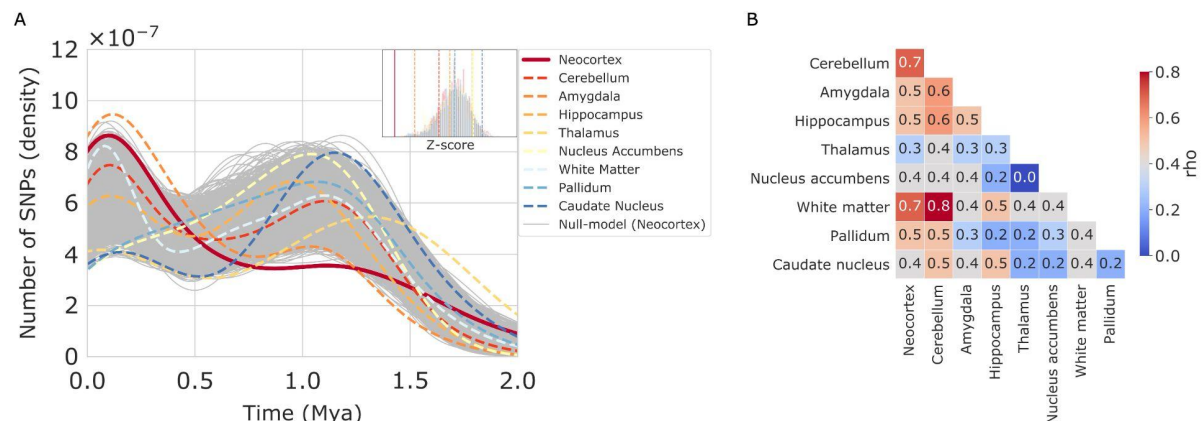 A
×10⁻⁷
12
10
8
6
4
2
0
Number of SNPs (density)
0.0 0.5 1.0 1.5 2.0
Time (Mya)
Z-score
Neocortex
Cerebellum
Amygdala
Hippocampus
Thalamus
Nucleus Accumbens
White Matter
Pallidum
Caudate Nucleus
Null-model (Neocortex)
B
Cerebellum 0.7
Amygdala 0.5 0.6
Hippocampus 0.5 0.6 0.5
Thalamus 0.3 0.4 0.3 0.3
Nucleus accumbens 0.4 0.4 0.4 0.2 0.0
White matter 0.7 0.8 0.4 0.5 0.4 0.4
Pallidum 0.5 0.5 0.3 0.2 0.2 0.3 0.4
Caudate nucleus 0.4 0.5 0.4 0.5 0.2 0.2 0.4 0.2
Neocortex
Cerebellum
Amygdala
Hippocampus
Thalamus
Nucleus accumbens
White matter
Pallidum
0.8
0.6
0.4
0.2
0.0
rho